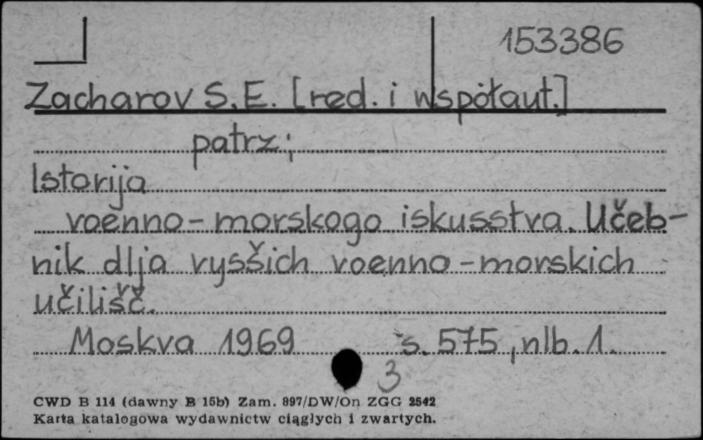 153386
Zacharov S.E. [red. i współaut.]
patrz;
Istorija
voenno-morskogo iskusstva. Učeb-
nik dlja vysšich voenno-morskich
učilišč.
Moskva 1969 s. 575, nlb. 1.
3
CWD B 114 (dawny B 15b) Zam. 897/DW/On ZGG 2542
Karta katalogowa wydawnictw ciągłych i zwartych.